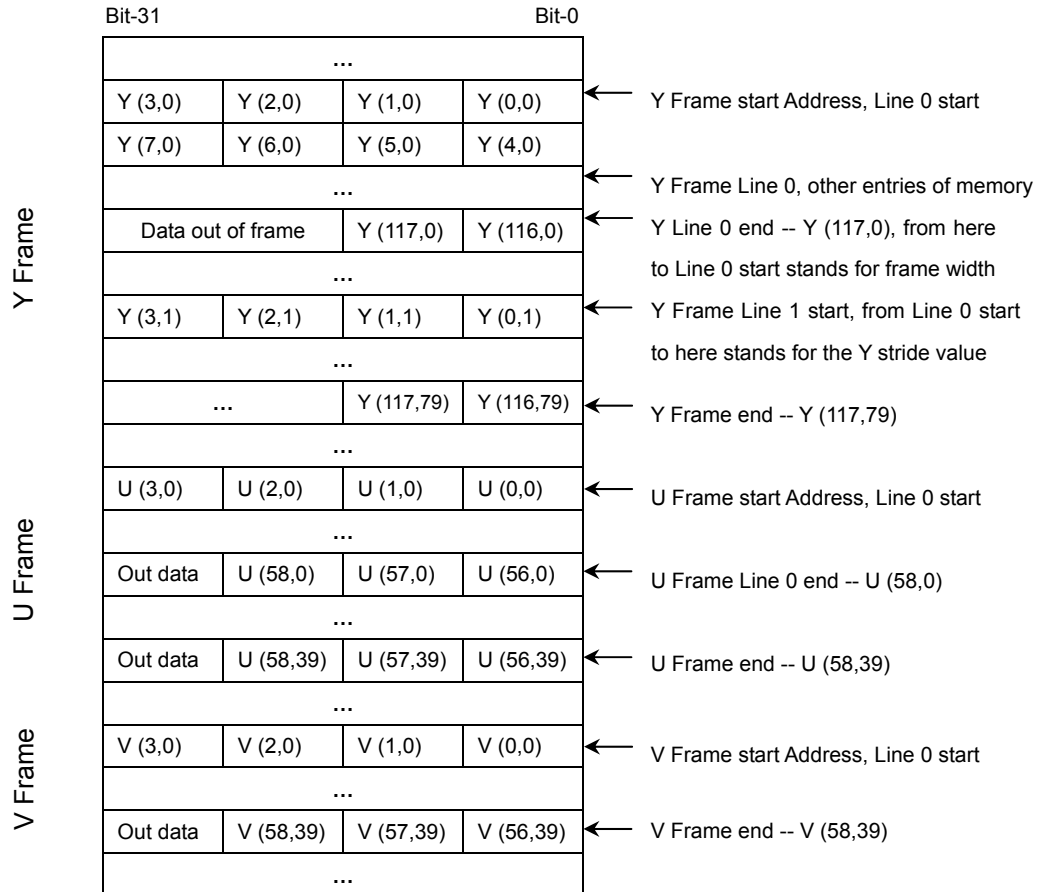 Bit-31 Bit-0
...
Y (3,0) Y (2,0) Y (1,0) Y (0,0) Y Frame start Address, Line 0 start
Y (7,0) Y (6,0) Y (5,0) Y (4,0)
... Y Frame Line 0, other entries of memory
Data out of frame Y (117,0) Y (116,0) Y Line 0 end -- Y (117,0), from here
... to Line 0 start stands for frame width
Y (3,1) Y (2,1) Y (1,1) Y (0,1) Y Frame Line 1 start, from Line 0 start
... to here stands for the Y stride value
... Y (117,79) Y (116,79) Y Frame end -- Y (117,79)
...
Y Frame
U (3,0) U (2,0) U (1,0) U (0,0) U Frame start Address, Line 0 start
...
Out data U (58,0) U (57,0) U (56,0) U Frame Line 0 end -- U (58,0)
...
Out data U (58,39) U (57,39) U (56,39) U Frame end -- U (58,39)
...
U Frame
V (3,0) V (2,0) V (1,0) V (0,0) V Frame start Address, Line 0 start
...
Out data V (58,39) V (57,39) V (56,39) V Frame end -- V (58,39)
...
V Frame